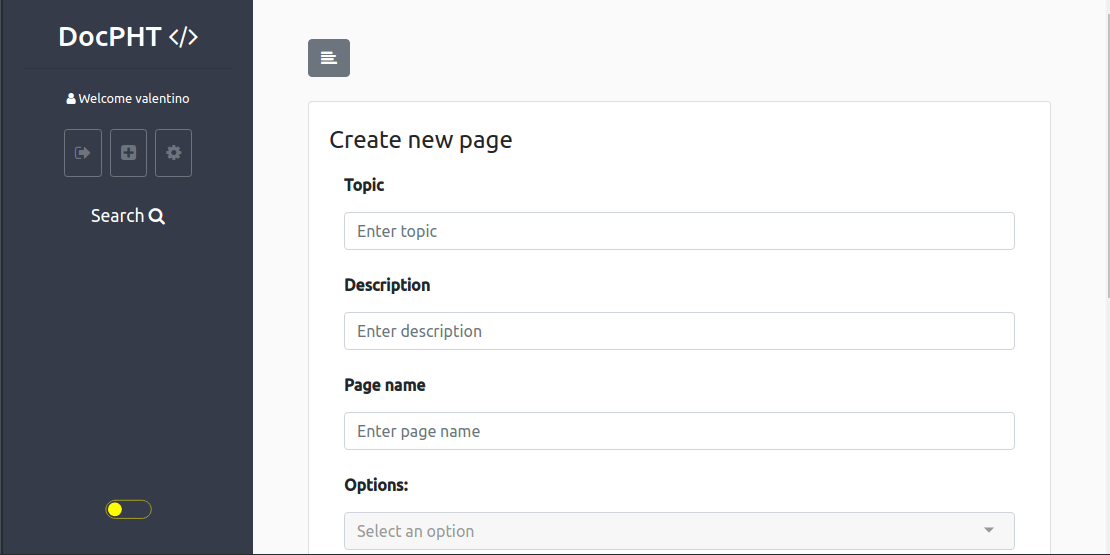 DocPHT </>
Welcome valentino
Search
Create new page
Topic
Enter topic
Description
Enter description
Page name
Enter page name
Options:
Select an option